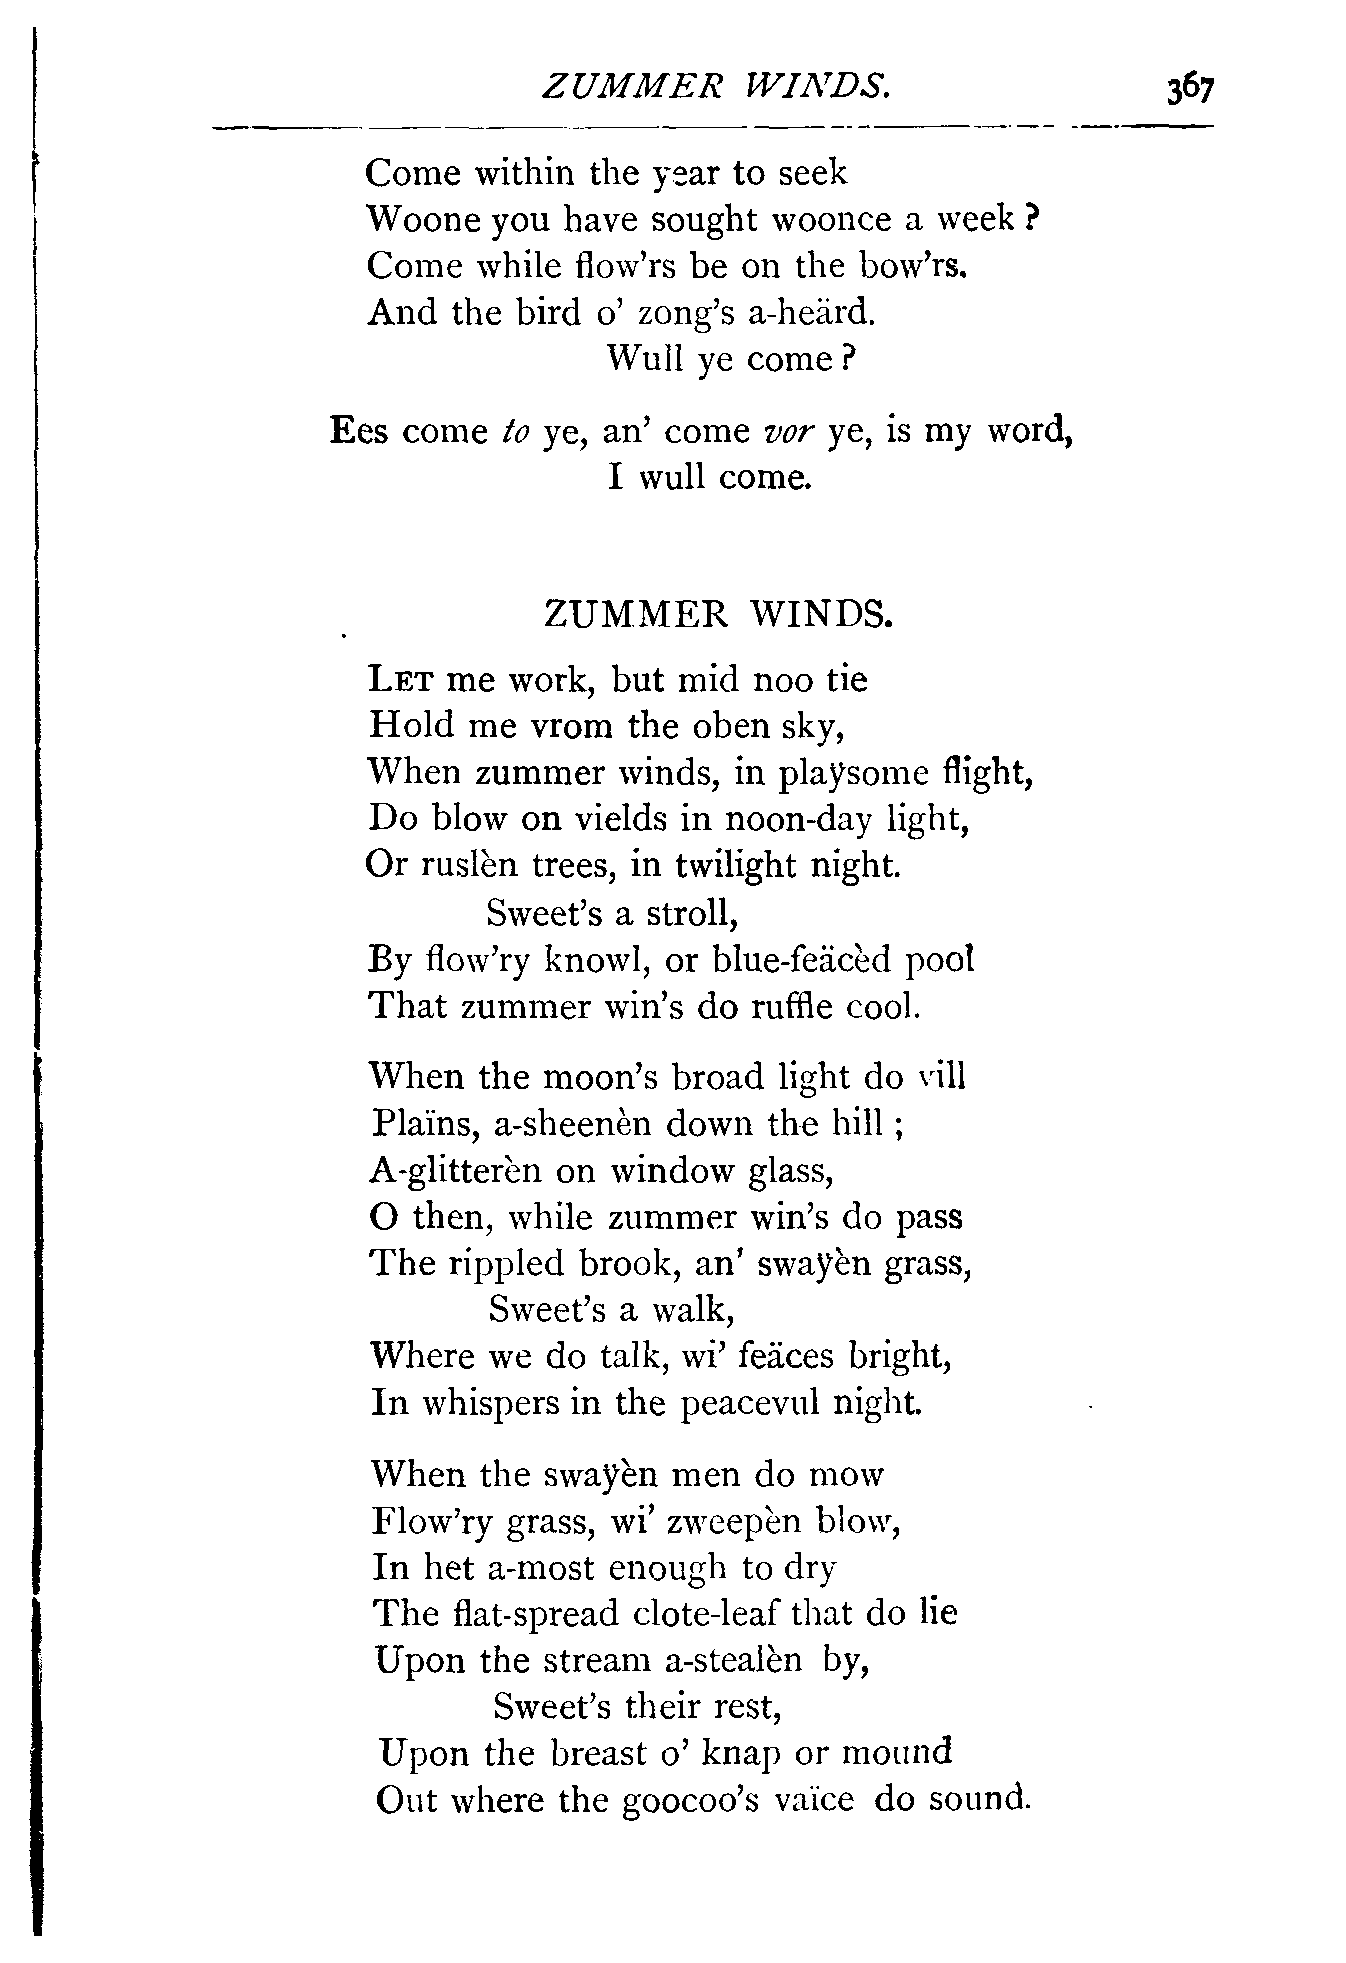 ZUMMER WINDS. 367
Come within the year to seek
Woone you have sought woonce a week ?
Come while flow'rs be on the bow'rs.
And the bird o' zong's a-heärd.
Wull ye come ?
Ees come to ye, an' come vor ye, is my word,
I wull come.
ZUMMER WINDS.
LET me work, but mid noo tie
Hold me vrom the oben sky,
When zummer winds, in plaÿsome flight,
Do blow on vields in noon-day light,
Or ruslèn trees, in twilight night.
Sweet's a stroll,
By flow'ry knowl, or blue-feäcèd pool
That zummer win's do ruffle cool.
When the moon's broad light do vill
Plaïns, a-sheenèn down the hill ;
A-glitterèn on window glass,
O then, while zummer win's do pass
The rippled brook, an' swaÿèn grass,
Sweet's a walk,
Where we do talk, wi' feäces bright,
In whispers in the peacevul night.
When the swaÿèn men do mow
Flow'ry grass, wi' zweepèn blow,
In het a-most enough to dry
The flat-spread clote-leaf that do lie
Upon the stream a-stealèn by,
Sweet's their rest,
Upon the breast o' knap or mound
Out where the goocoo's vaïce do sound.